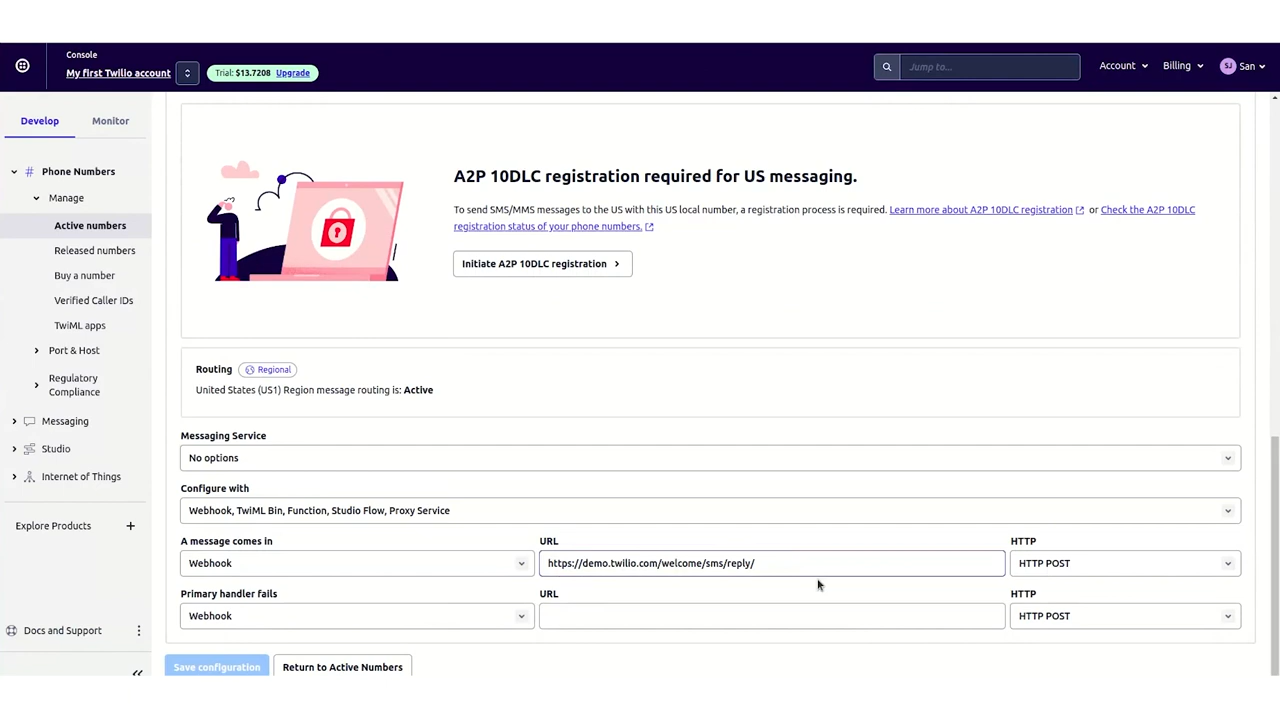 Console
My first Twilio account
Trial: $13.7208 Upgrade
Jump to...
Account
Billing
SJ San
Develop
Monitor
# Phone Numbers
Manage
Active numbers
Released numbers
Buy a number
Verified Caller IDs
TwiML apps
Port & Host
Regulatory
Compliance
Messaging
Studio
Internet of Things
Explore Products +
Docs and Support
A2P 10DLC registration required for US messaging.
To send SMS/MMS messages to the US with this US local number, a registration process is required. Learn more about A2P 10DLC registration or Check the A2P 10DLC
registration status of your phone numbers.
Initiate A2P 10DLC registration
Routing Regional
United States (US1) Region message routing is: Active
Messaging Service
No options
Configure with
Webhook, TwiML Bin, Function, Studio Flow, Proxy Service
A message comes in URL HTTP
Webhook https://demo.twilio.com/welcome/sms/reply/ HTTP POST
Primary handler fails URL HTTP
Webhook HTTP POST
Save configuration Return to Active Numbers